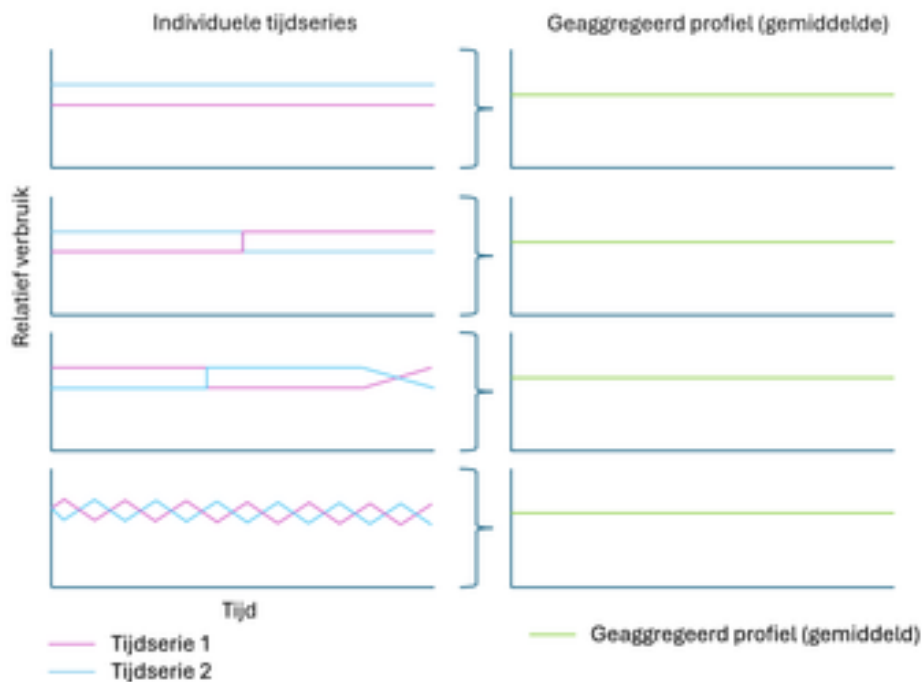 Individuele tijdseries
Geaggregeerd profiel (gemiddelde)
Relatief verbruik
Tijd
Tijdserie 1
Tijdserie 2
Geaggregeerd profiel (gemiddeld)